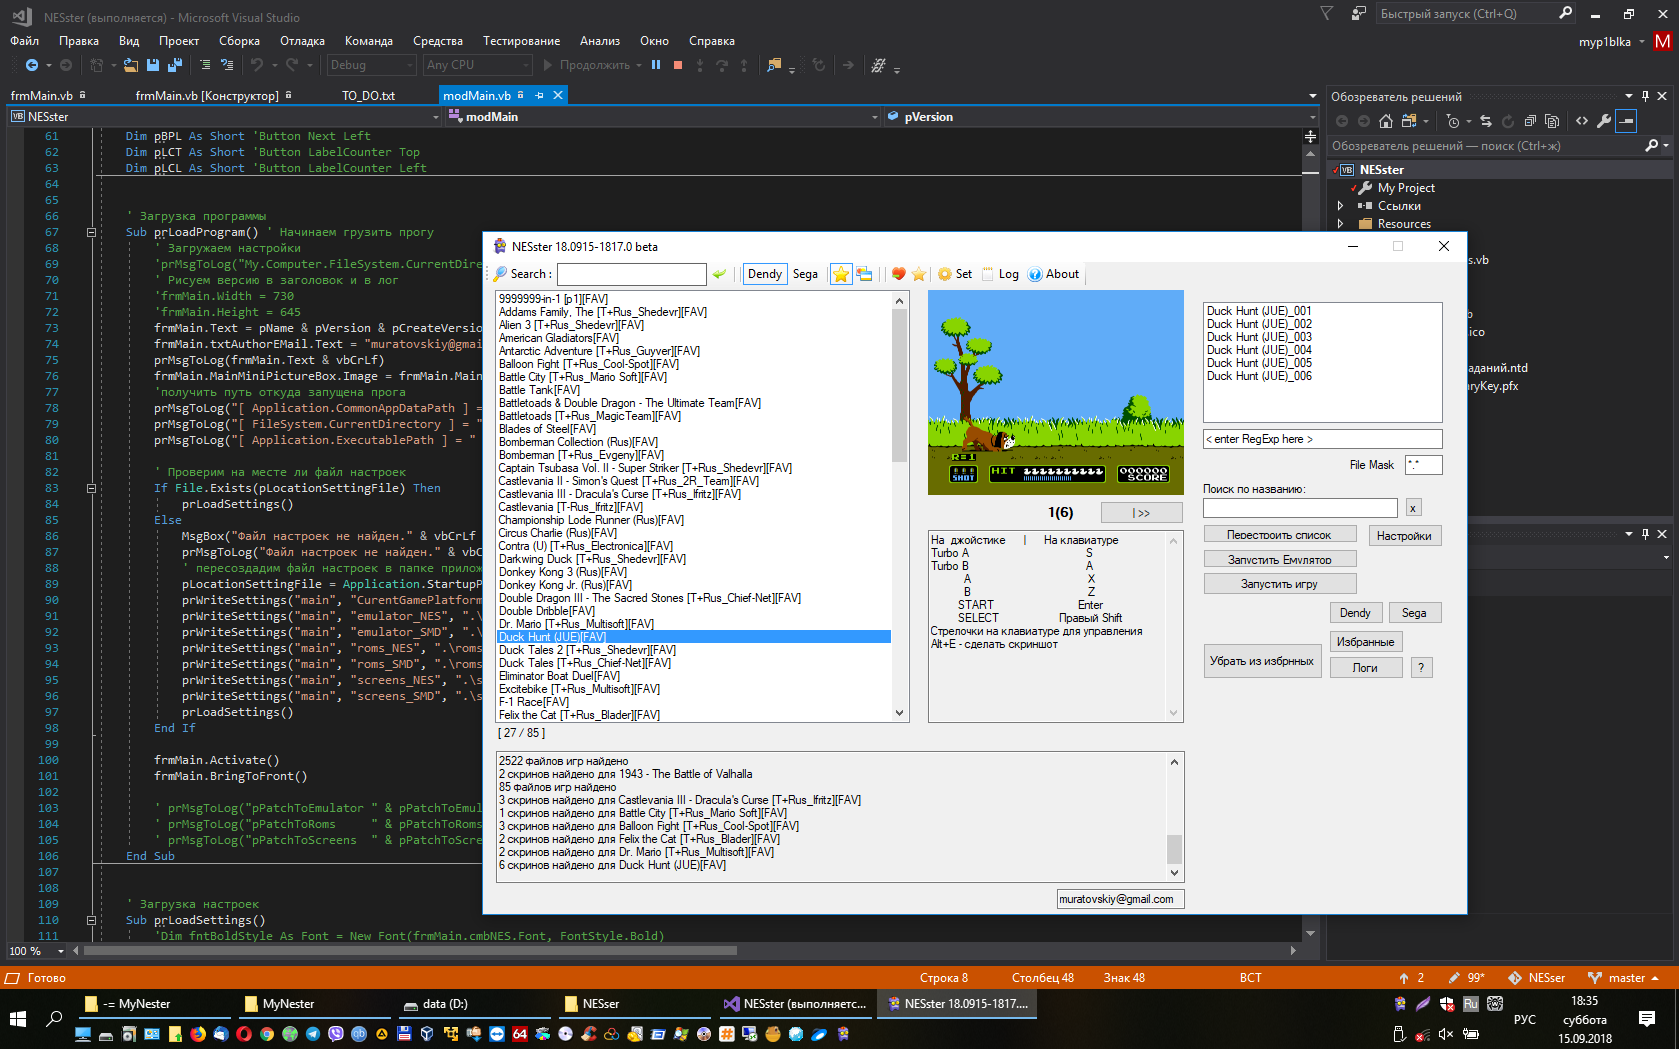 NESster (выполняется) - Microsoft Visual Studio
Быстрый запуск (Ctrl+Q)
Файл Правка Вид Проект Сборка Отладка Команда Средства Тестирование Анализ Окно Справка
myp1blka
M
Debug Any CPU Продолжить
frmMain.vb frmMain.vb [Конструктор] TO_DO.txt modMain.vb
VB NESster modMain pVersion
61 Dim pBPL As Short 'Button Next Left
62 Dim pLCT As Short 'Button LabelCounter Top
63 Dim pLCL As Short 'Button LabelCounter Left
64
65
66 ' Загрузка программы
67 Sub prLoadProgram() ' Начинаем грузить прогу
68 ' Загружаем настройки
69 'prMsgToLog("My.Computer.FileSystem.CurrentDire
70 ' Рисуем версию в заголовок и в лог
71 'frmMain.Width = 730
72 'frmMain.Height = 645
73 frmMain.Text = pName & pVersion & pCreateVersio
74 frmMain.txtAuthorEMail.Text = "muratovskiy@gmai
75 prMsgToLog(frmMain.Text & vbCrLf)
76 frmMain.MainMiniPictureBox.Image = frmMain.Main
77 'получить путь откуда запущена прога
78 prMsgToLog("[ Application.CommonAppDataPath ] =
79 prMsgToLog("[ FileSystem.CurrentDirectory ] = "
80 prMsgToLog("[ Application.ExecutablePath ] = "
81
82 ' Проверим на месте ли файл настроек
83 If File.Exists(pLocationSettingFile) Then
84 prLoadSettings()
85 Else
86 MsgBox("Файл настроек не найден." & vbCrLf
87 prMsgToLog("Файл настроек не найден." & vbC
88 ' пересоздадим файл настроек в папке прилож
89 pLocationSettingFile = Application.StartupP
90 prWriteSettings("main", "CurentGamePlatform
91 prWriteSettings("main", "emulator_NES", ".\
92 prWriteSettings("main", "emulator_SMD", ".\
93 prWriteSettings("main", "roms_NES", ".\roms
94 prWriteSettings("main", "roms_SMD", ".\roms
95 prWriteSettings("main", "screens_NES", ".\s
96 prWriteSettings("main", "screens_SMD", ".\s
97 prLoadSettings()
98 End If
99
100 frmMain.Activate()
101 frmMain.BringToFront()
102
103 ' prMsgToLog("pPatchToEmulator " & pPatchToEmul
104 ' prMsgToLog("pPatchToRoms " & pPatchToRoms
105 ' prMsgToLog("pPatchToScreens " & pPatchToScre
106 End Sub
107
108
109 ' Загрузка настроек
110 Sub prLoadSettings()
111 'Dim fntBoldStyle As Font = New Font(frmMain.cmbNES.Font, FontStyle.Bold)
100 %
Обозреватель решений
Обозреватель решений — поиск (Ctrl+ж)
VB NESster
My Project
Ссылки
Resources
s.vb
b
ico
аданий.ntd
ryKey.pfx
NESster 18.0915-1817.0 beta
Search : Dendy Sega Set Log About
9999999-in-1 [p1][FAV]
Addams Family, The [T+Rus_Shedevr][FAV]
Alien 3 [T+Rus_Shedevr][FAV]
American Gladiators[FAV]
Antarctic Adventure [T+Rus_Guyver][FAV]
Balloon Fight [T+Rus_Cool-Spot][FAV]
Battle City [T+Rus_Mario Soft][FAV]
Battle Tank[FAV]
Battletoads & Double Dragon - The Ultimate Team[FAV]
Battletoads [T+Rus_MagicTeam][FAV]
Blades of Steel[FAV]
Bomberman Collection (Rus)[FAV]
Bomberman [T+Rus_Evgeny][FAV]
Captain Tsubasa Vol. II - Super Striker [T+Rus_Shedevr][FAV]
Castlevania II - Simon's Quest [T+Rus_2R_Team][FAV]
Castlevania III - Dracula's Curse [T+Rus_Ifritz][FAV]
Castlevania [T-Rus_Ifritz][FAV]
Championship Lode Runner (Rus)[FAV]
Circus Charlie (Rus)[FAV]
Contra (U) [T+Rus_Electronica][FAV]
Darkwing Duck [T+Rus_Shedevr][FAV]
Donkey Kong 3 (Rus)[FAV]
Donkey Kong Jr. (Rus)[FAV]
Double Dragon III - The Sacred Stones [T+Rus_Chief-Net][FAV]
Double Dribble[FAV]
Dr. Mario [T+Rus_Multisoft][FAV]
Duck Hunt (JUE)[FAV]
Duck Tales 2 [T+Rus_Shedevr][FAV]
Duck Tales [T+Rus_Chief-Net][FAV]
Eliminator Boat Duel[FAV]
Excitebike [T+Rus_Multisoft][FAV]
F-1 Race[FAV]
Felix the Cat [T+Rus_Blader][FAV]
[ 27 / 85 ]
R=1
SHOT HIT 000000
SCORE
1(6) |>>
На джойстике | На клавиатуре
Turbo A S
Turbo B A
A X
B Z
START Enter
SELECT Правый Shift
Стрелочки на клавиатуре для управления
Alt+E - сделать скриншот
Duck Hunt (JUE)_001
Duck Hunt (JUE)_002
Duck Hunt (JUE)_003
Duck Hunt (JUE)_004
Duck Hunt (JUE)_005
Duck Hunt (JUE)_006
< enter RegExp here >
File Mask *.*
Поиск по названию:
x
Перестроить список Настройки
Запустить Емулятор
Запустить игру
Dendy Sega
Избранные
Убрать из избрнных
Логи ?
2522 файлов игр найдено
2 скринов найдено для 1943 - The Battle of Valhalla
85 файлов игр найдено
3 скринов найдено для Castlevania III - Dracula's Curse [T+Rus_Ifritz][FAV]
1 скринов найдено для Battle City [T+Rus_Mario Soft][FAV]
3 скринов найдено для Balloon Fight [T+Rus_Cool-Spot][FAV]
2 скринов найдено для Felix the Cat [T+Rus_Blader][FAV]
2 скринов найдено для Dr. Mario [T+Rus_Multisoft][FAV]
6 скринов найдено для Duck Hunt (JUE)[FAV]
muratovskiy@gmail.com
Готово Строка 8 Столбец 48 Знак 48 ВСТ 2 99* NESser master
-= MyNester MyNester data (D:) NESser NESster (выполняетс... NESster 18.0915-1817....
64
Ru
РУС
18:35
суббота
15.09.2018